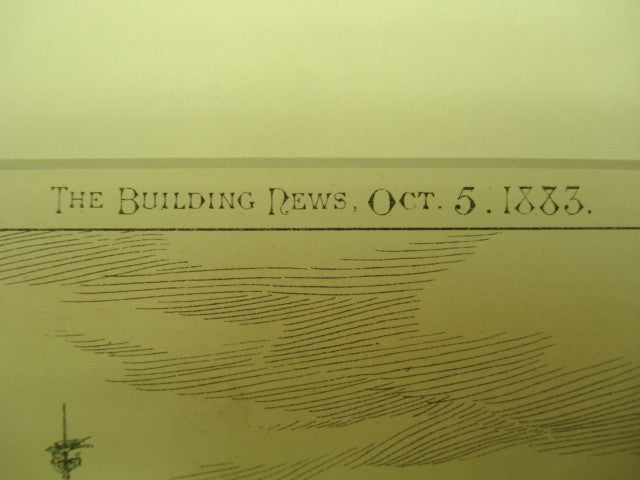 The Building News, Oct. 5. 1883.